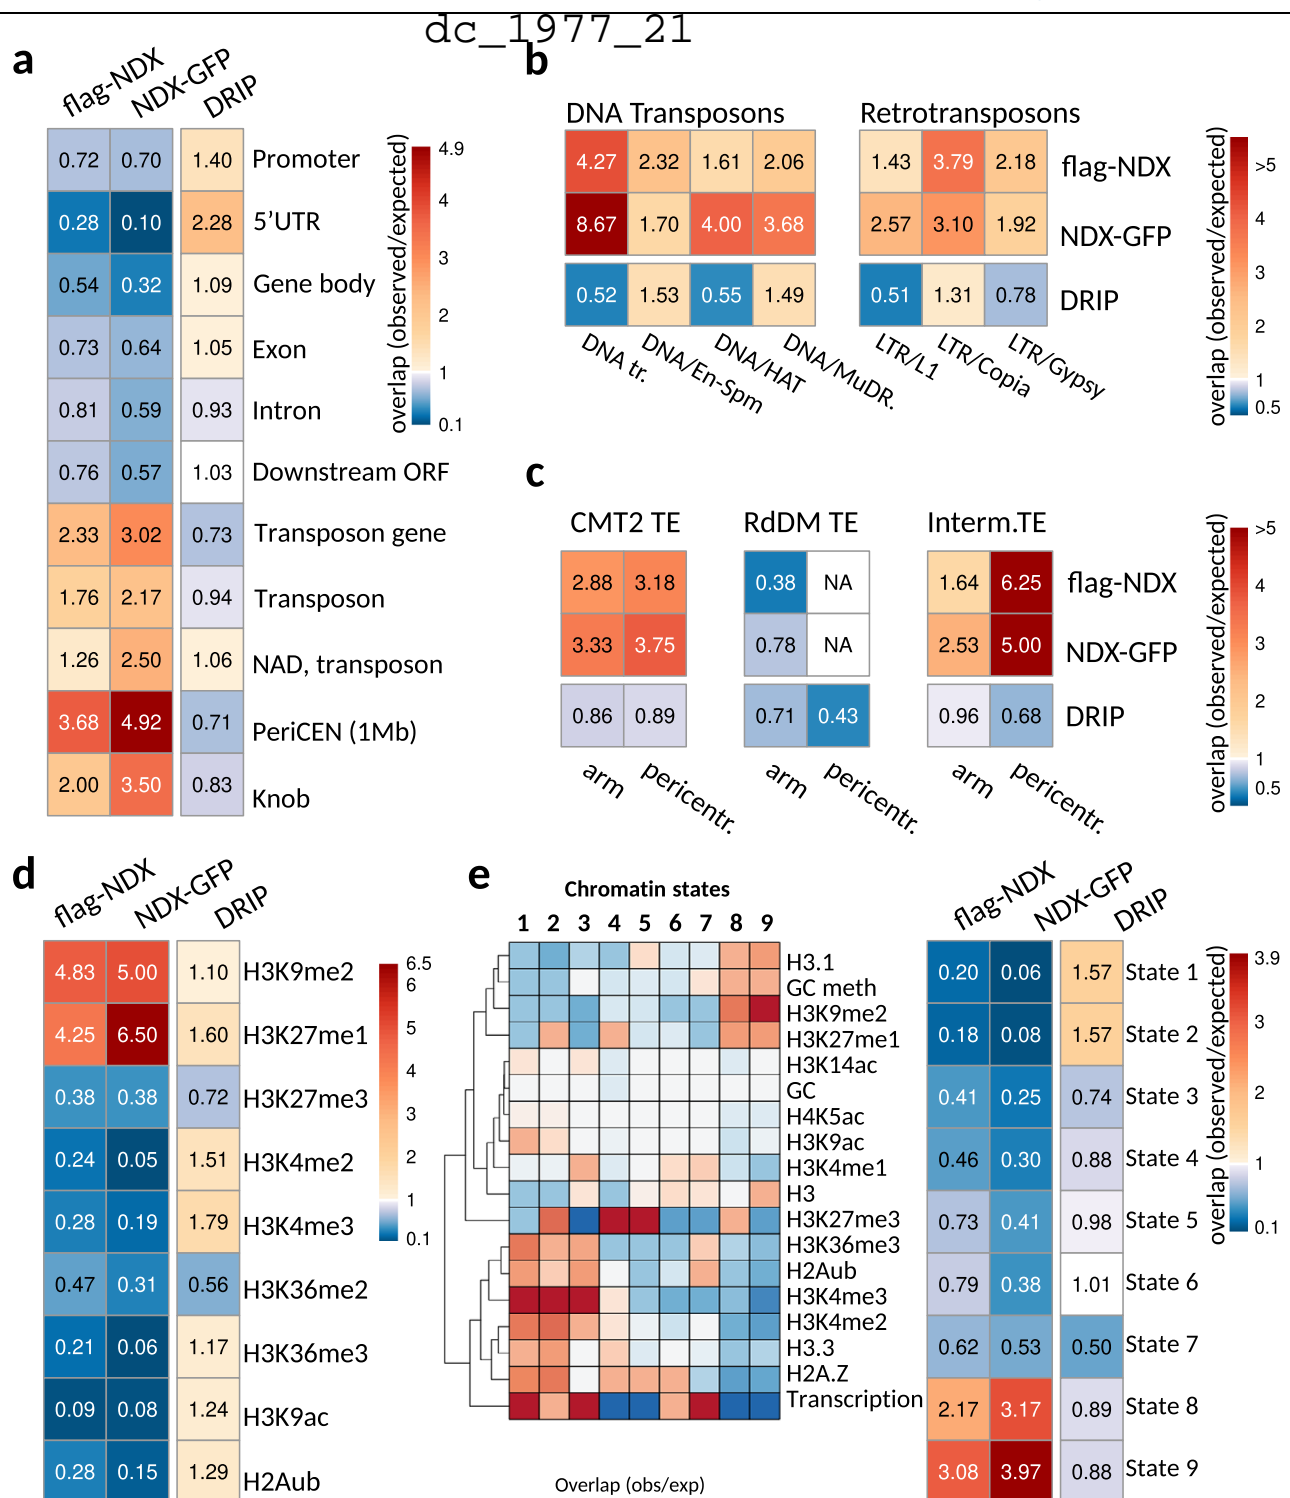 dc_1977_21
a
flag-NDX NDX-GFP DRIP
0.72 0.70 1.40 Promoter
0.28 0.10 2.28 5’UTR
0.54 0.32 1.09 Gene body
0.73 0.64 1.05 Exon
0.81 0.59 0.93 Intron
0.76 0.57 1.03 Downstream ORF
2.33 3.02 0.73 Transposon gene
1.76 2.17 0.94 Transposon
1.26 2.50 1.06 NAD, transposon
3.68 4.92 0.71 PeriCEN (1Mb)
2.00 3.50 0.83 Knob
overlap (observed/expected)
4.9
4
3
2
1
0.1
b
DNA Transposons Retrotransposons
4.27 2.32 1.61 2.06 1.43 3.79 2.18 flag-NDX
8.67 1.70 4.00 3.68 2.57 3.10 1.92 NDX-GFP
0.52 1.53 0.55 1.49 0.51 1.31 0.78 DRIP
DNA tr. DNA/En-Spm DNA/HAT DNA/MuDR. LTR/L1 LTR/Copia LTR/Gypsy
overlap (observed/expected)
>5
4
3
2
1
0.5
c
CMT2 TE RdDM TE Interm.TE
2.88 3.18 0.38 NA 1.64 6.25 flag-NDX
3.33 3.75 0.78 NA 2.53 5.00 NDX-GFP
0.86 0.89 0.71 0.43 0.96 0.68 DRIP
arm pericentr. arm pericentr. arm pericentr.
overlap (observed/expected)
>5
4
3
2
1
0.5
d
flag-NDX NDX-GFP DRIP
4.83 5.00 1.10 H3K9me2
4.25 6.50 1.60 H3K27me1
0.38 0.38 0.72 H3K27me3
0.24 0.05 1.51 H3K4me2
0.28 0.19 1.79 H3K4me3
0.47 0.31 0.56 H3K36me2
0.21 0.06 1.17 H3K36me3
0.09 0.08 1.24 H3K9ac
0.28 0.15 1.29 H2Aub
6.5
6
5
4
3
2
1
0.1
e
Chromatin states
1 2 3 4 5 6 7 8 9
H3.1
GC meth
H3K9me2
H3K27me1
H3K14ac
GC
H4K5ac
H3K9ac
H3K4me1
H3
H3K27me3
H3K36me3
H2Aub
H3K4me3
H3K4me2
H3.3
H2A.Z
Transcription
Overlap (obs/exp)
flag-NDX NDX-GFP DRIP
0.20 0.06 1.57 State 1
0.18 0.08 1.57 State 2
0.41 0.25 0.74 State 3
0.46 0.30 0.88 State 4
0.73 0.41 0.98 State 5
0.79 0.38 1.01 State 6
0.62 0.53 0.50 State 7
2.17 3.17 0.89 State 8
3.08 3.97 0.88 State 9
overlap (observed/expected)
3.9
3
2
1
0.1